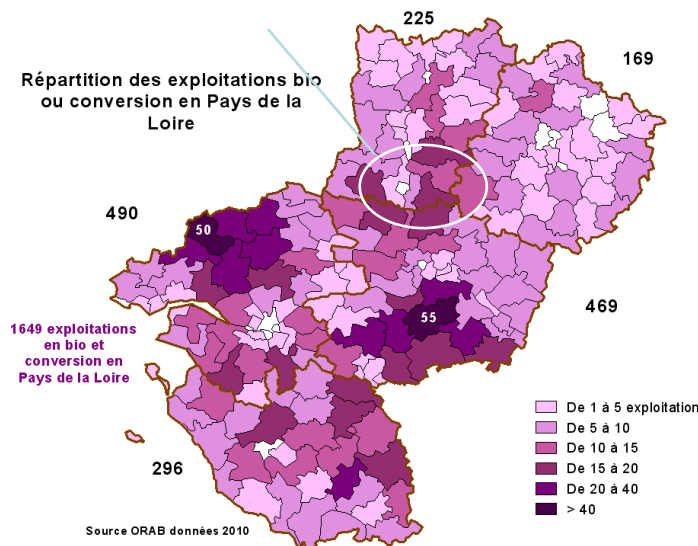 225
169
Répartition des exploitations bio
ou conversion en Pays de la
Loire
490
50
469
1649 exploitations
en bio et
conversion en
Pays de la Loire
55
296
De 1 à 5 exploitation
De 5 à 10
De 10 à 15
De 15 à 20
De 20 à 40
> 40
Source ORAB données 2010